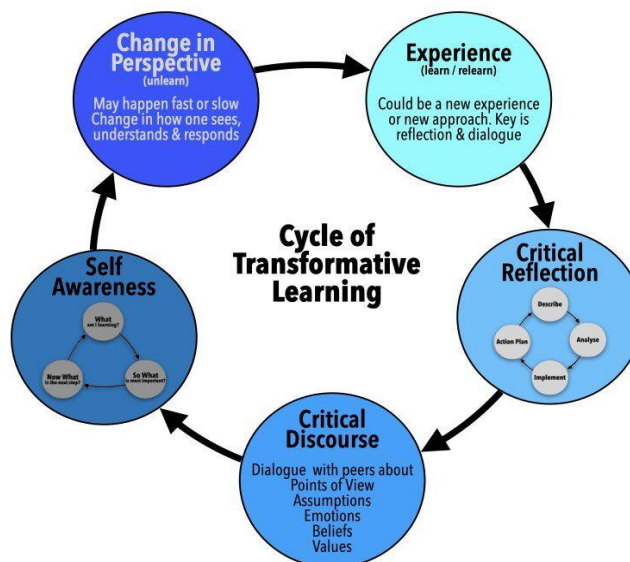 Change in
Perspective
(unlearn)
May happen fast or slow
Change in how one sees,
understands & responds
Experience
(learn / relearn)
Could be a new experience
or new approach. Key is
reflection & dialogue
Cycle of
Transformative
Learning
Critical
Reflection
Describe
Analyse
Implement
Action Plan
Critical
Discourse
Dialogue with peers about
Points of View
Assumptions
Emotions
Beliefs
Values
Self
Awareness
What
am I learning?
So What
is most important?
Now What
is the next step?